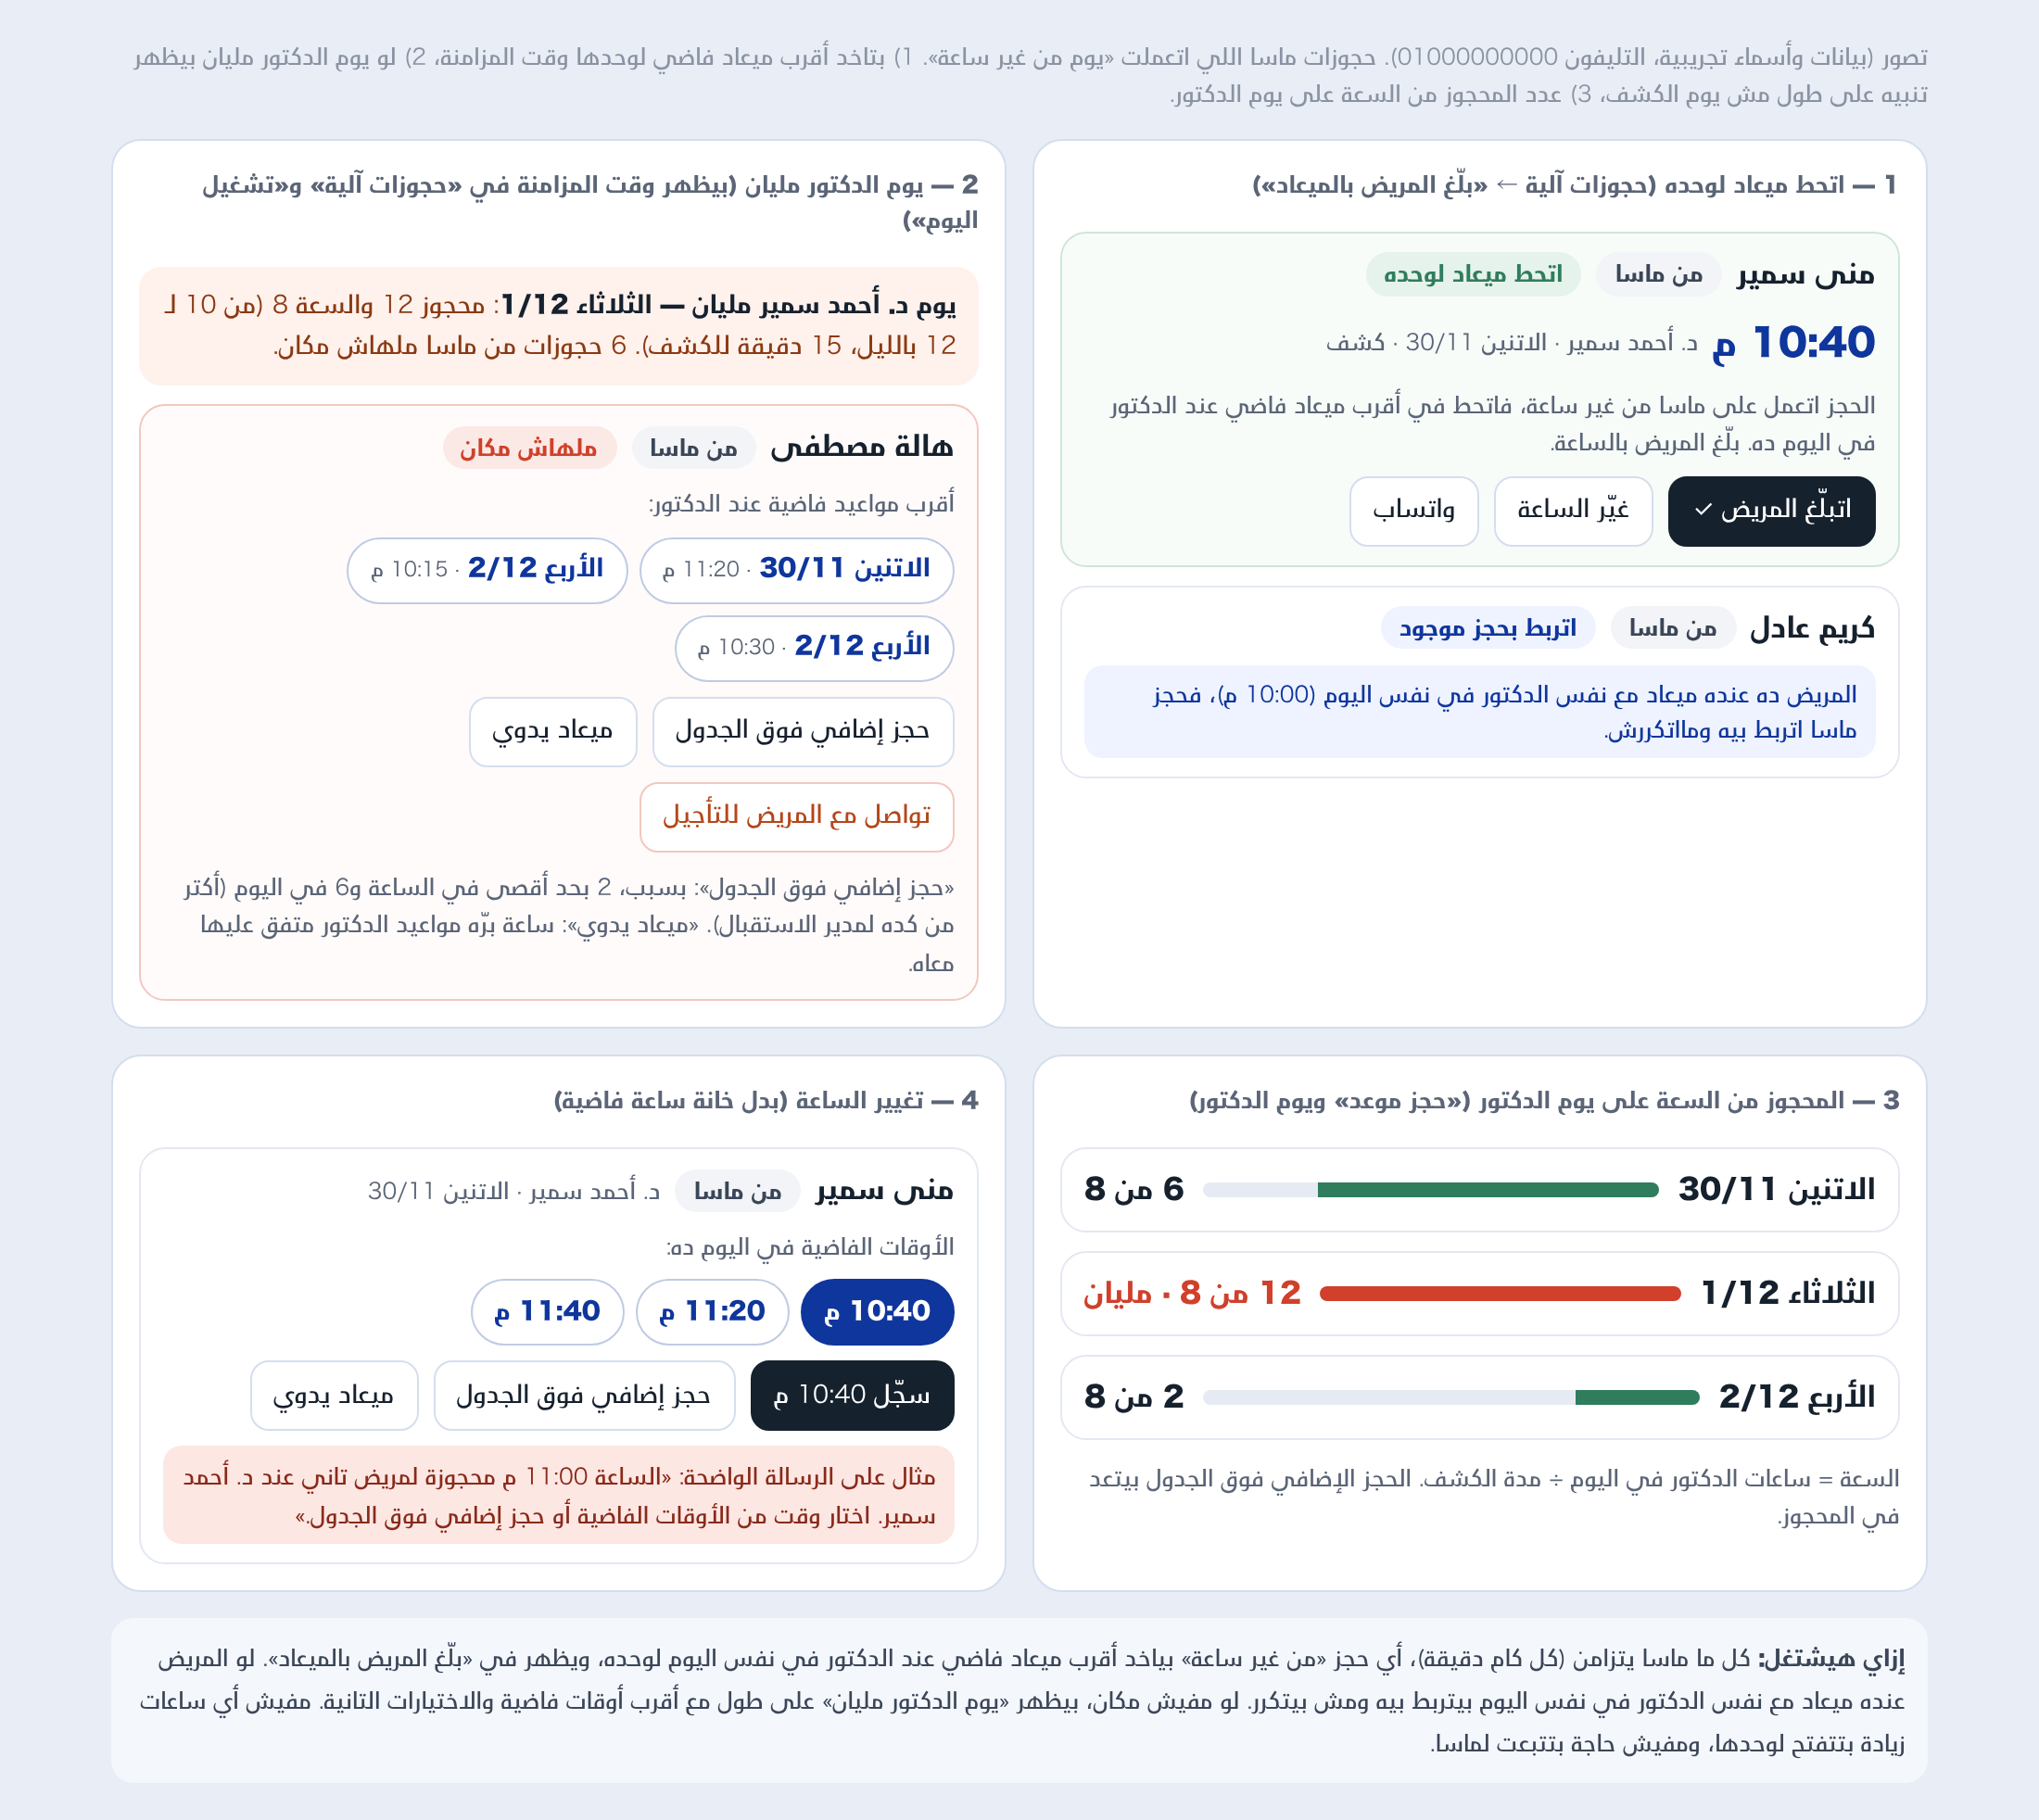 تصور (بيانات وأسماء تجريبية، التليفون 01000000000). حجوزات ماسا اللي اتعملت «يوم من غير ساعة». 1) بتاخد أقرب ميعاد فاضي لوحدها وقت المزامنة، 2) لو يوم الدكتور مليان بيظهر
تنبيه على طول مش يوم الكشف، 3) عدد المحجوز من السعة على يوم الدكتور.
1 — اتحط ميعاد لوحده (حجوزات آلية ← «بلّغ المريض بالميعاد»)
منى سمير من ماسا اتحط ميعاد لوحده
10:40 م د. أحمد سمير · الاتنين 30/11 · كشف
الحجز اتعمل على ماسا من غير ساعة، فاتحط في أقرب ميعاد فاضي عند الدكتور
في اليوم ده. بلّغ المريض بالساعة.
اتبلّغ المريض ✓ غيّر الساعة واتساب
كريم عادل من ماسا اتربط بحجز موجود
المريض ده عنده ميعاد مع نفس الدكتور في نفس اليوم (10:00 م)، فحجز
ماسا اتربط بيه ومااتكررش.
2 — يوم الدكتور مليان (بيظهر وقت المزامنة في «حجوزات آلية» و«تشغيل
اليوم»)
يوم د. أحمد سمير مليان — الثلاثاء 1/12: محجوز 12 والسعة 8 (من 10 لـ
12 بالليل، 15 دقيقة للكشف). 6 حجوزات من ماسا ملهاش مكان.
هالة مصطفى من ماسا ملهاش مكان
أقرب مواعيد فاضية عند الدكتور:
الاتنين 30/11 · 11:20 م الأربع 2/12 · 10:15 م
الأربع 2/12 · 10:30 م
حجز إضافي فوق الجدول ميعاد يدوي
تواصل مع المريض للتأجيل
«حجز إضافي فوق الجدول»: بسبب، 2 بحد أقصى في الساعة و6 في اليوم (أكتر
من كده لمدير الاستقبال). «ميعاد يدوي»: ساعة برّه مواعيد الدكتور متفق عليها
معاه.
3 — المحجوز من السعة على يوم الدكتور («حجز موعد» ويوم الدكتور)
الاتنين 30/11 6 من 8
الثلاثاء 1/12 12 من 8 · مليان
الأربع 2/12 2 من 8
السعة = ساعات الدكتور في اليوم ÷ مدة الكشف. الحجز الإضافي فوق الجدول بيتعد
في المحجوز.
4 — تغيير الساعة (بدل خانة ساعة فاضية)
منى سمير من ماسا د. أحمد سمير · الاتنين 30/11
الأوقات الفاضية في اليوم ده:
10:40 م 11:20 م 11:40 م
سجّل 10:40 م حجز إضافي فوق الجدول ميعاد يدوي
مثال على الرسالة الواضحة: «الساعة 11:00 م محجوزة لمريض تاني عند د. أحمد
سمير. اختار وقت من الأوقات الفاضية أو حجز إضافي فوق الجدول.»
إزاي هيشتغل: كل ما ماسا يتزامن (كل كام دقيقة)، أي حجز «من غير ساعة» بياخد أقرب ميعاد فاضي عند الدكتور في نفس اليوم لوحده، ويظهر في «بلّغ المريض بالميعاد». لو المريض
عنده ميعاد مع نفس الدكتور في نفس اليوم بيتربط بيه ومش بيتكرر. لو مفيش مكان، بيظهر «يوم الدكتور مليان» على طول مع أقرب أوقات فاضية والاختيارات التانية. مفيش أي ساعات
زيادة بتتفتح لوحدها، ومفيش حاجة بتتبعت لماسا.